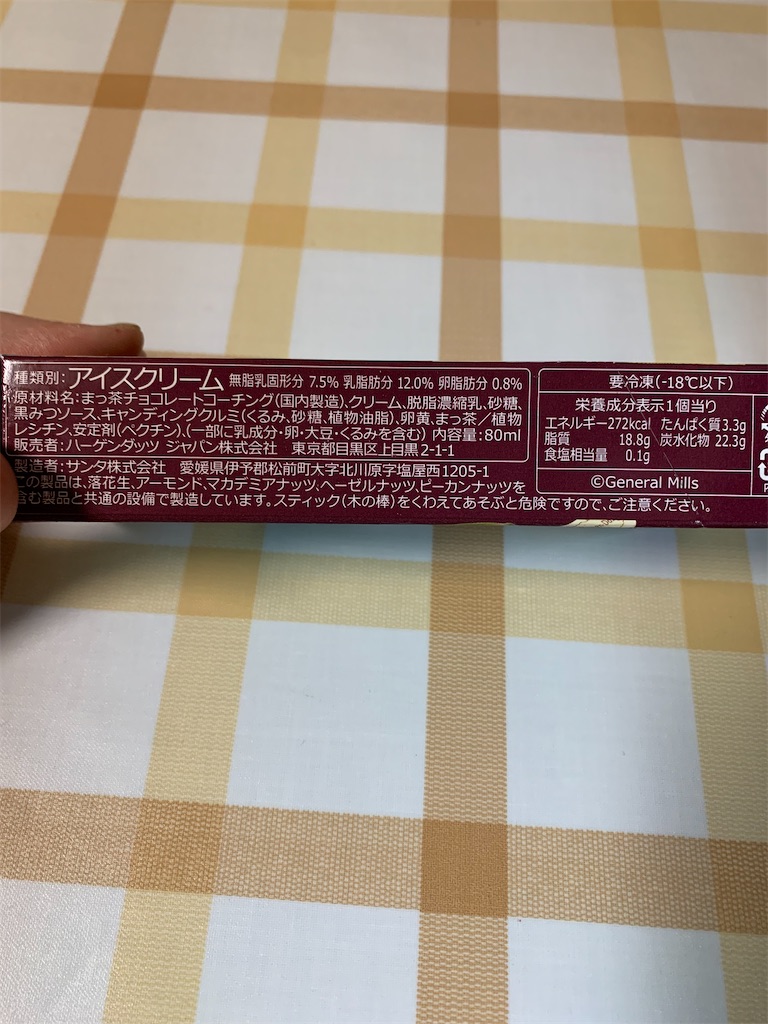 種類別:アイスクリーム 無脂乳固形分 7.5% 乳脂肪分 12.0% 卵脂肪分 0.8%
原材料名:まっ茶チョコレートコーチング(国内製造)、クリーム、脱脂濃縮乳、砂糖、
黒みつソース、キャンディングクルミ(くるみ、砂糖、植物油脂)、卵黄、まっ茶/植物
レシチン、安定剤(ペクチン)、(一部に乳成分・卵・大豆・くるみを含む) 内容量:80ml
販売者:ハーゲンダッツ ジャパン株式会社 東京都目黒区上目黒2-1-1
製造者:サンタ株式会社 愛媛県伊予郡松前町大字北川原字塩屋西1205-1
この製品は、落花生、アーモンド、マカデミアナッツ、ヘーゼルナッツ、ピーカンナッツを
含む製品と共通の設備で製造しています。スティック(木の棒)をくわえてあそぶと危険ですので、ご注意ください。
要冷凍(-18℃以下)
栄養成分表示1個当り
エネルギー272kcal たんぱく質3.3g
脂質 18.8g 炭水化物 22.3g
食塩相当量 0.1g
©General Mills